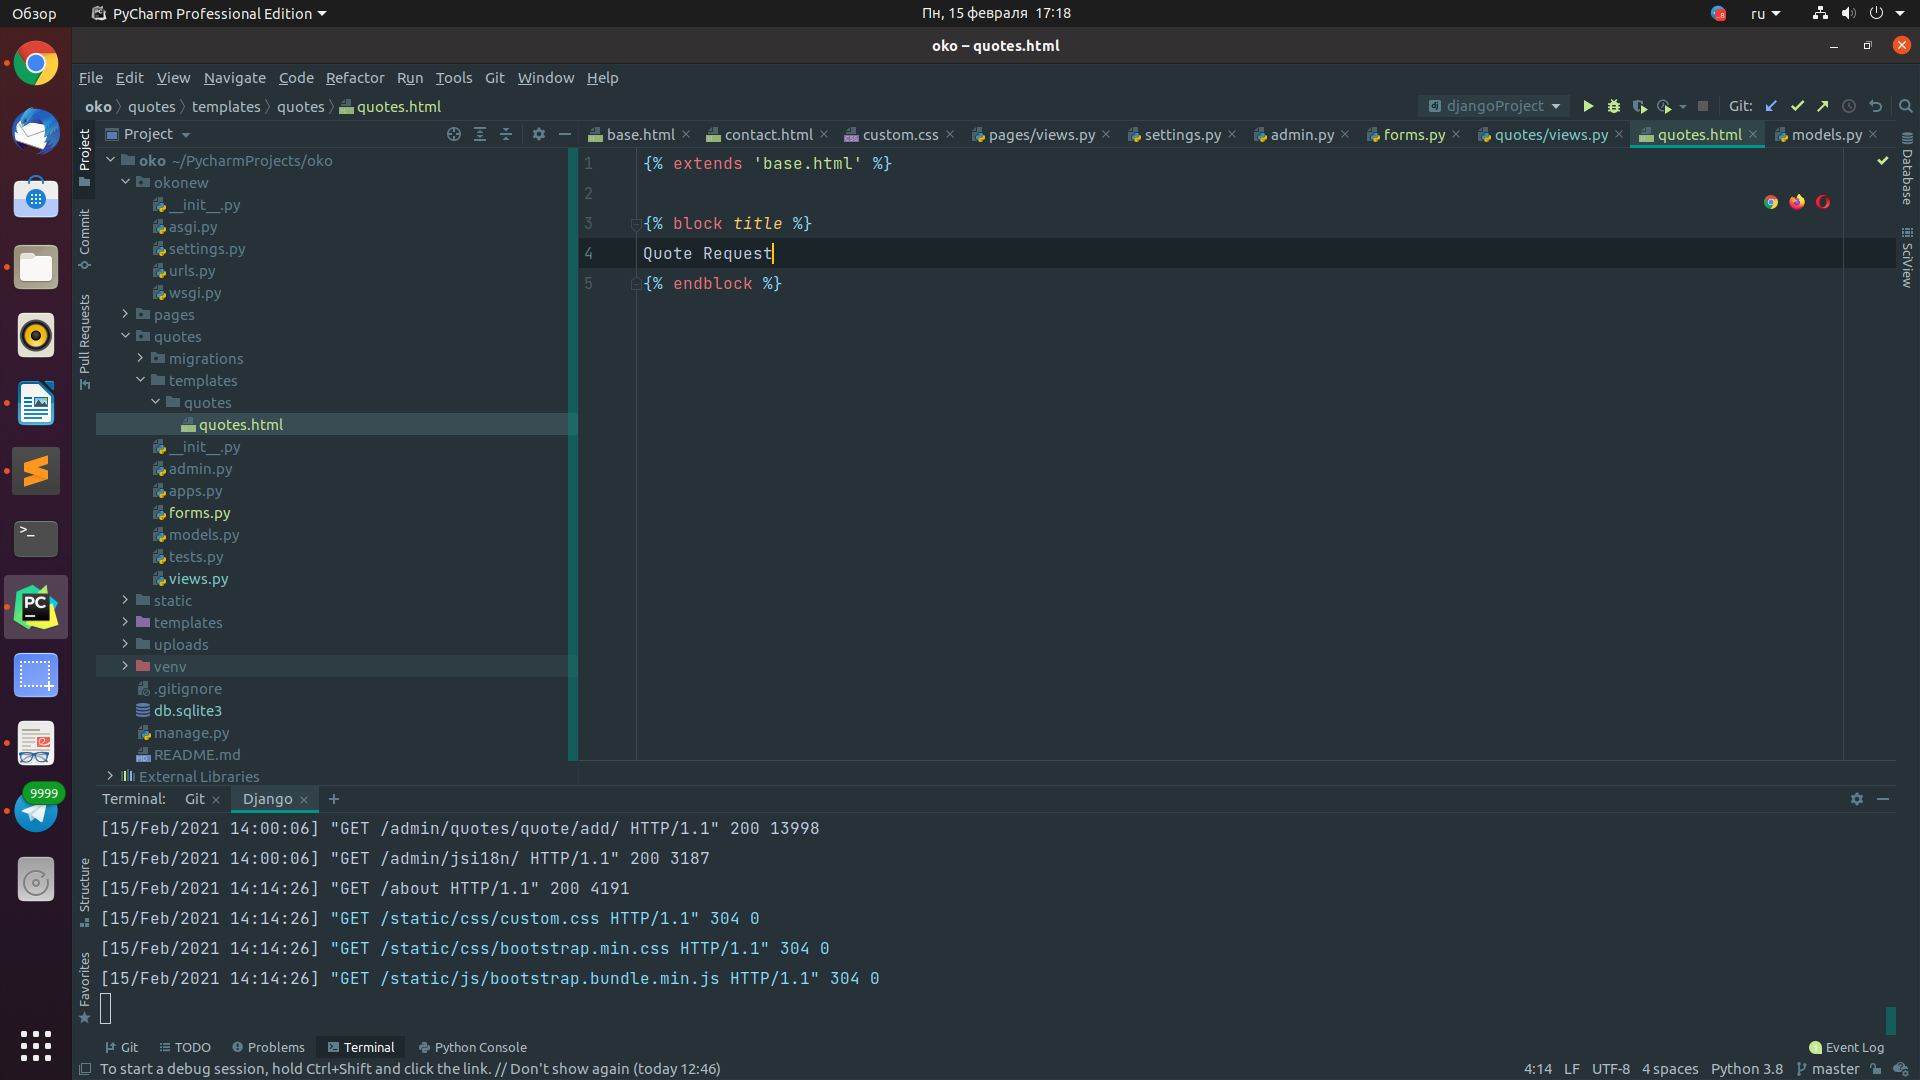 Обзор
PyCharm Professional Edition
Пн, 15 февраля 17:18
ru
oko – quotes.html
File Edit View Navigate Code Refactor Run Tools Git Window Help
oko quotes templates quotes quotes.html
djangoProject
Git:
Project
base.html
contact.html
custom.css
pages/views.py
settings.py
admin.py
forms.py
quotes/views.py
quotes.html
models.py
Project
Commit
Pull Requests
Structure
Favorites
oko ~/PycharmProjects/oko
okonew
__init__.py
asgi.py
settings.py
urls.py
wsgi.py
pages
quotes
migrations
templates
quotes
quotes.html
__init__.py
admin.py
apps.py
forms.py
models.py
tests.py
views.py
static
templates
uploads
venv
.gitignore
db.sqlite3
manage.py
README.md
External Libraries
1 {% extends 'base.html' %}
2
3 {% block title %}
4 Quote Request
5 {% endblock %}
Database
SciView
Terminal: Git Django
[15/Feb/2021 14:00:06] "GET /admin/quotes/quote/add/ HTTP/1.1" 200 13998
[15/Feb/2021 14:00:06] "GET /admin/jsi18n/ HTTP/1.1" 200 3187
[15/Feb/2021 14:14:26] "GET /about HTTP/1.1" 200 4191
[15/Feb/2021 14:14:26] "GET /static/css/custom.css HTTP/1.1" 304 0
[15/Feb/2021 14:14:26] "GET /static/css/bootstrap.min.css HTTP/1.1" 304 0
[15/Feb/2021 14:14:26] "GET /static/js/bootstrap.bundle.min.js HTTP/1.1" 304 0
PC
9999
Git TODO Problems Terminal Python Console
1 Event Log
To start a debug session, hold Ctrl+Shift and click the link. // Don't show again (today 12:46)
4:14 LF UTF-8 4 spaces Python 3.8 master